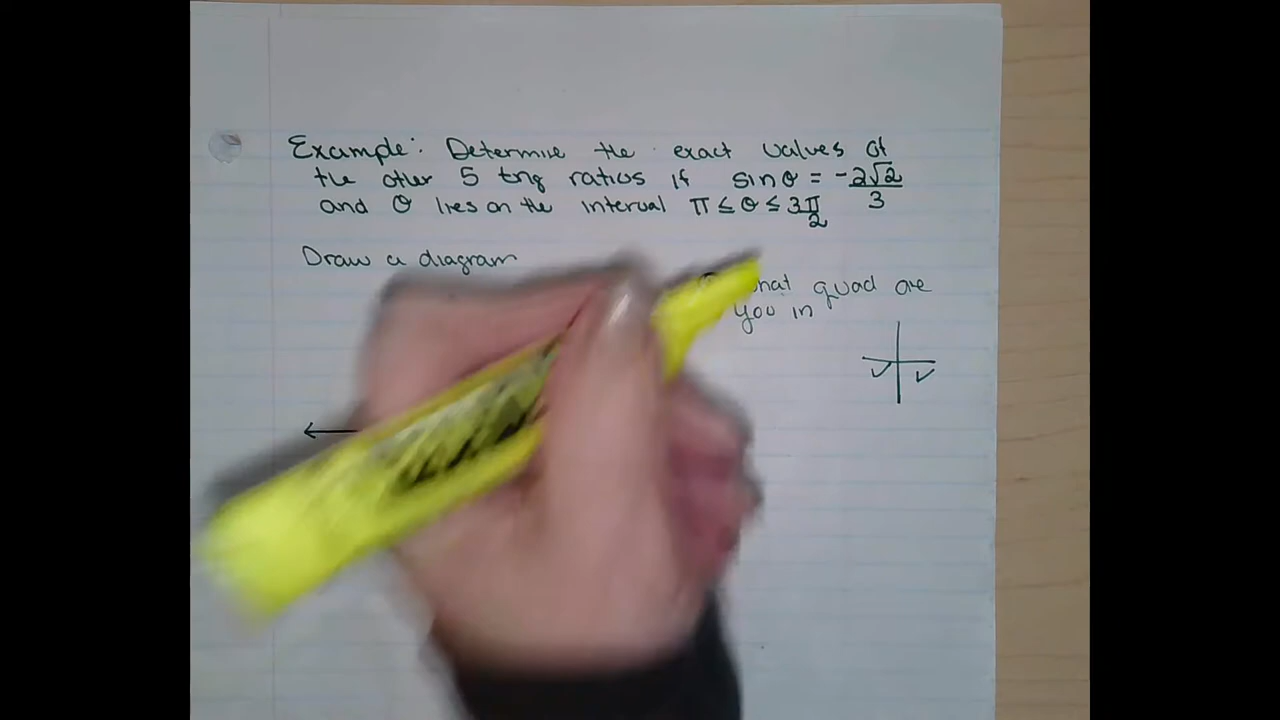 Example: Determine the exact values of
the other 5 trig ratios if sinθ = -2√2/3
and θ lies on the interval π ≤ θ ≤ 3π/2
Draw a diagram
quad are
you in